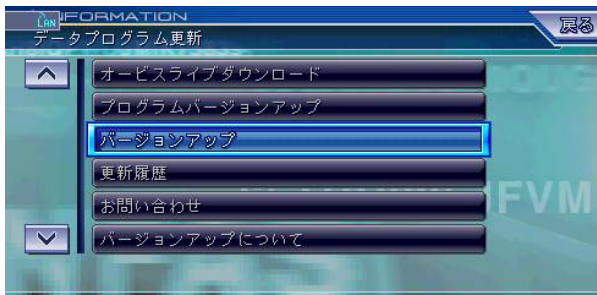 LAN
INFORMATION
データプログラム更新
戻る
オービスライブダウンロード
プログラムバージョンアップ
バージョンアップ
更新履歴
お問い合わせ
バージョンアップについて